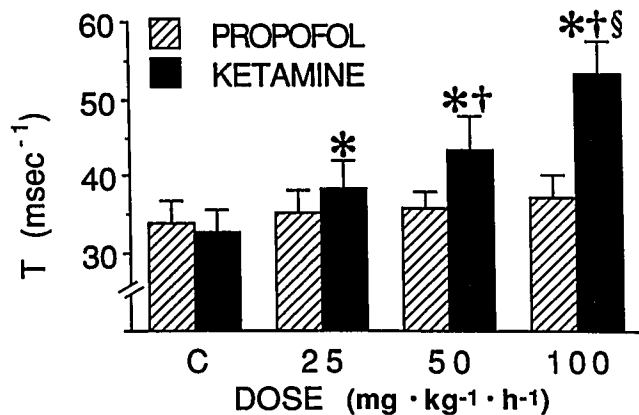 60
50
40
30
T (msec⁻¹)
PROPOFOL
KETAMINE
*
*†
*†§
C 25 50 100
DOSE (mg · kg-1 · h-1)